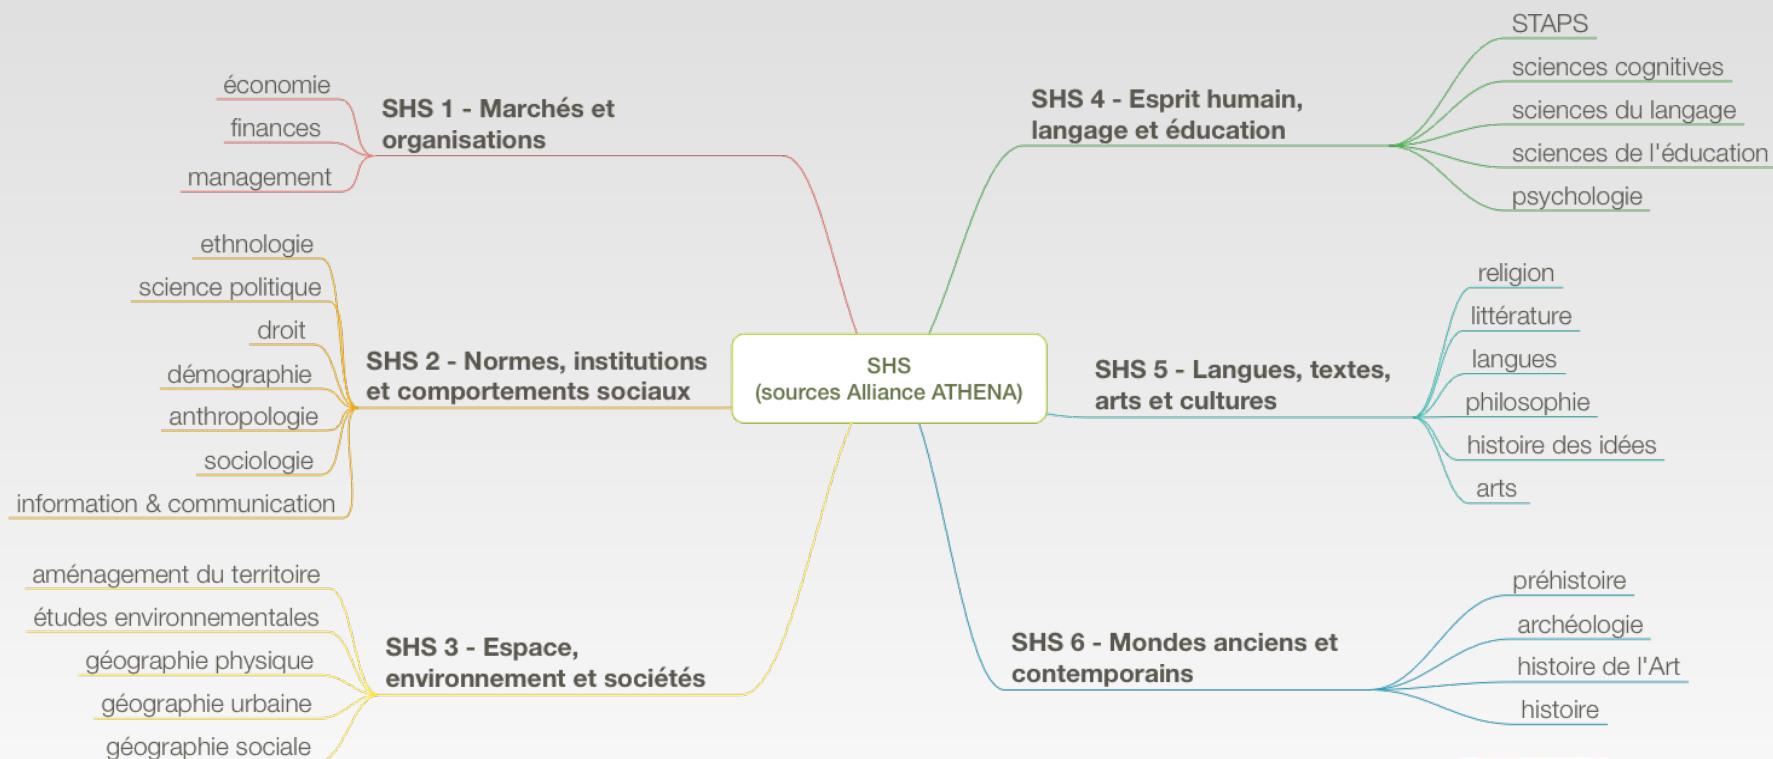 SHS
(sources Alliance ATHENA)
SHS 1 - Marchés et
organisations
économie
finances
management
SHS 2 - Normes, institutions
et comportements sociaux
ethnologie
science politique
droit
démographie
anthropologie
sociologie
information & communication
SHS 3 - Espace,
environnement et sociétés
aménagement du territoire
études environnementales
géographie physique
géographie urbaine
géographie sociale
SHS 4 - Esprit humain,
langage et éducation
STAPS
sciences cognitives
sciences du langage
sciences de l'éducation
psychologie
SHS 5 - Langues, textes,
arts et cultures
religion
littérature
langues
philosophie
histoire des idées
arts
SHS 6 - Mondes anciens et
contemporains
préhistoire
archéologie
histoire de l'Art
histoire